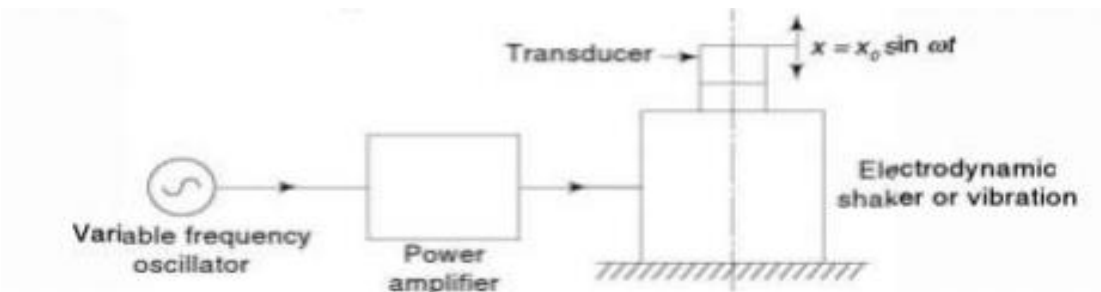 Transducer
x = x₀ sin ωt
Electrodynamic
shaker or vibration
Variable frequency
oscillator
Power
amplifier